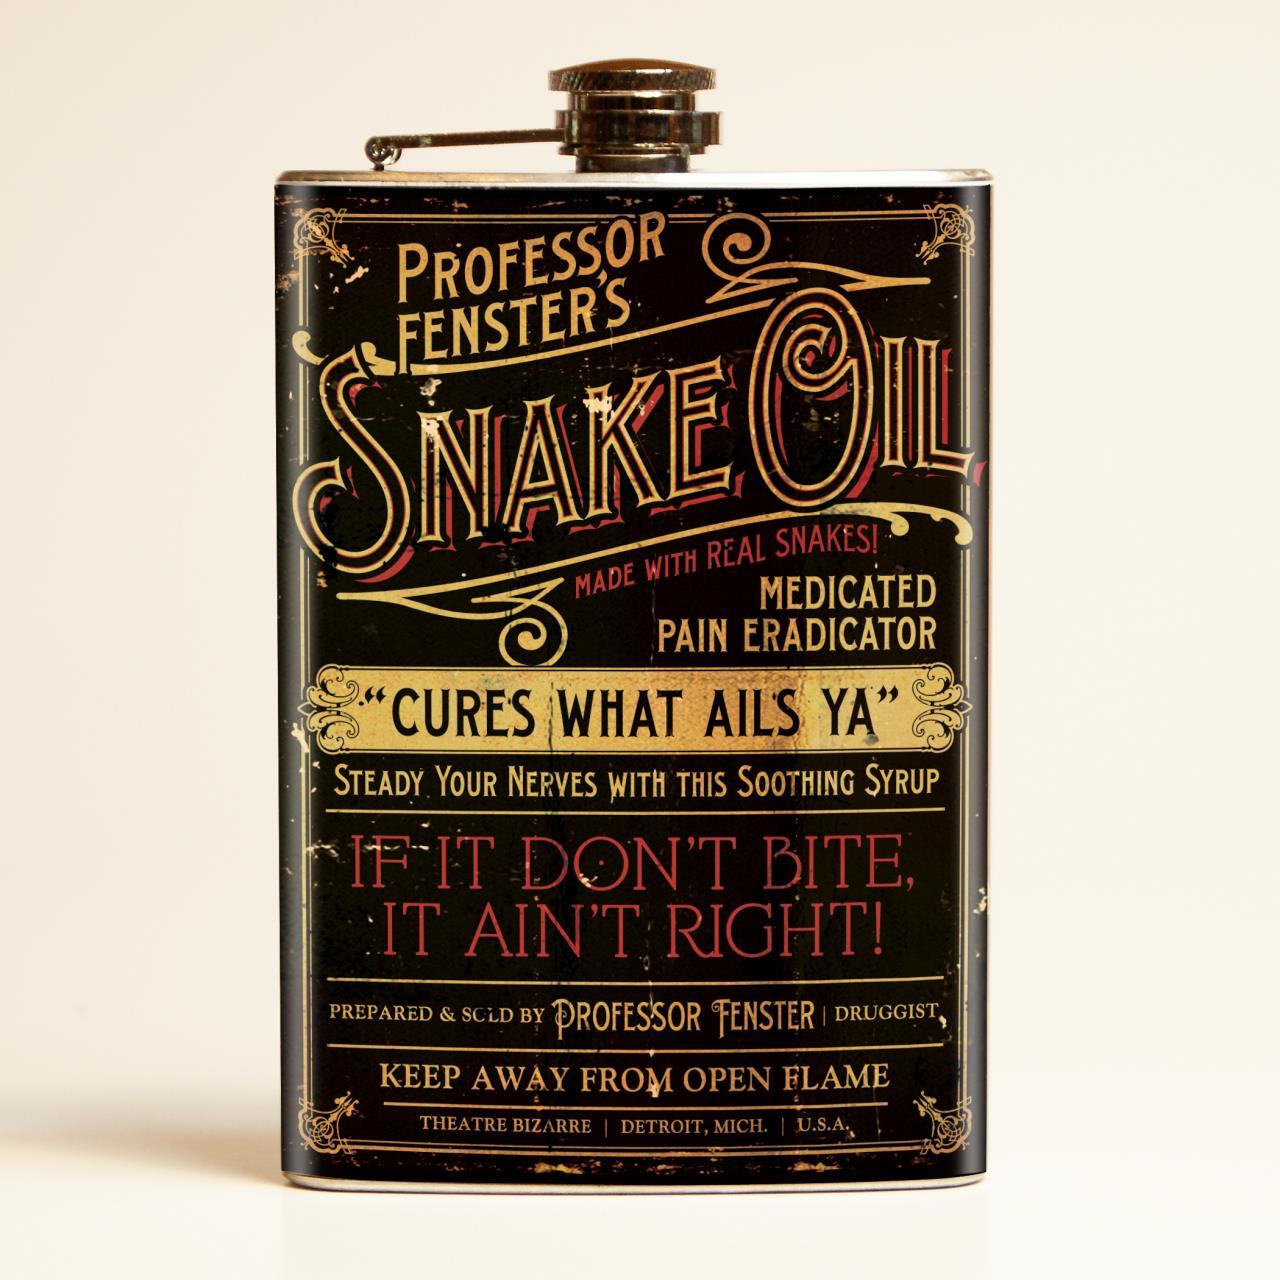 PROFESSOR
FENSTER'S
SNAKE OIL
MADE WITH REAL SNAKES!
MEDICATED
PAIN ERADICATOR
"CURES WHAT AILS YA"
STEADY YOUR NERVES WITH THIS SOOTHING SYRUP
IF IT DON'T BITE,
IT AIN'T RIGHT!
PREPARED & SOLD BY PROFESSOR FENSTER | DRUGGIST
KEEP AWAY FROM OPEN FLAME
THEATRE BIZARRE | DETROIT, MICH. | U.S.A.